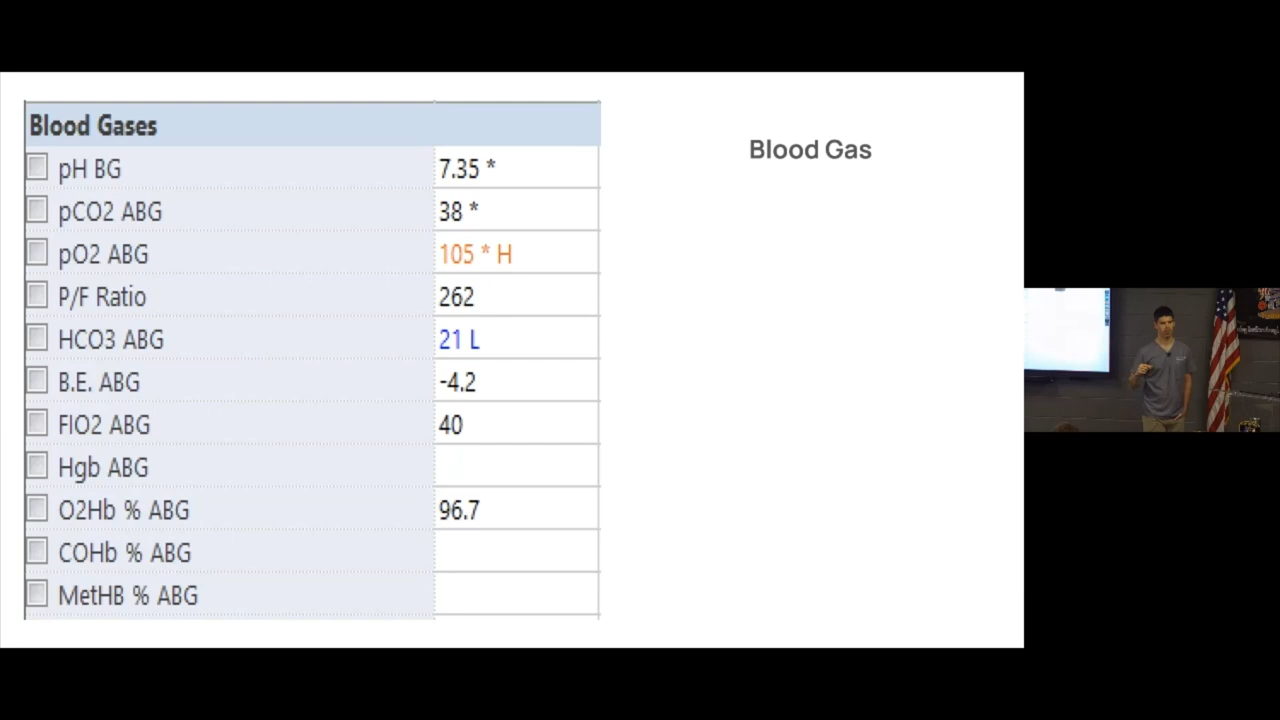 Blood Gases
pH BG 7.35 *
pCO2 ABG 38 *
pO2 ABG 105 * H
P/F Ratio 262
HCO3 ABG 21 L
B.E. ABG -4.2
FIO2 ABG 40
Hgb ABG
O2Hb % ABG 96.7
COHb % ABG
MetHB % ABG
Blood Gas